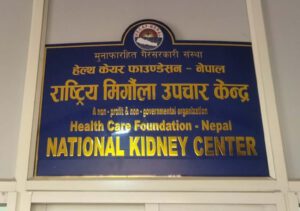 मुनाफारहित गैरसरकारी संस्था
हेल्थ केयर फाउण्डेसन - नेपाल
राष्ट्रिय मिर्गौला उपचार केन्द्र
A non - profit & non - governmental organization
Health Care Foundation - Nepal
NATIONAL KIDNEY CENTER